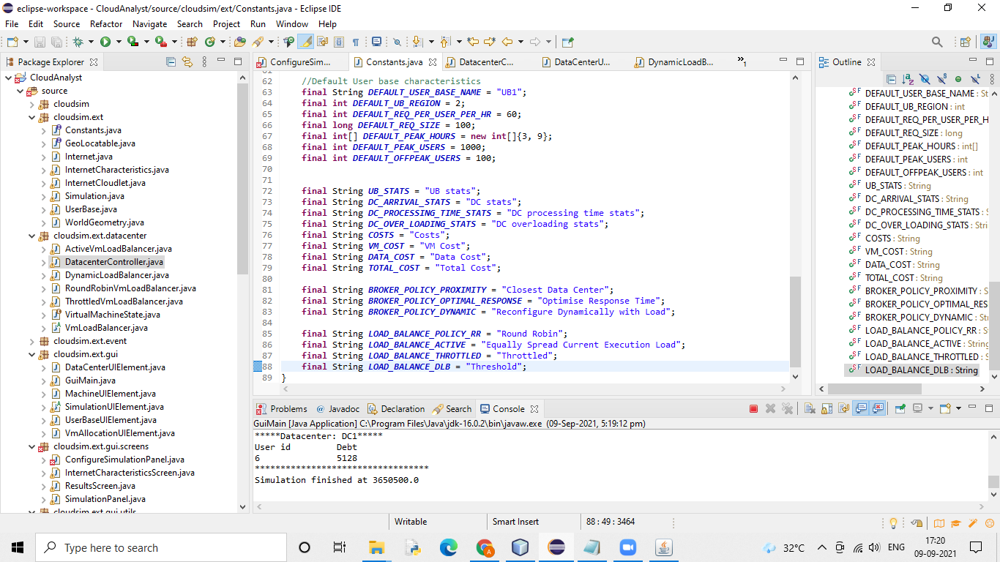 eclipse-workspace - CloudAnalyst/source/cloudsim/ext/Constants.java - Eclipse IDE
File Edit Source Refactor Navigate Search Project Run Window Help
Package Explorer
CloudAnalyst
source
cloudsim
cloudsim.ext
Constants.java
GeoLocatable.java
Internet.java
InternetCharacteristics.java
InternetCloudlet.java
Simulation.java
UserBase.java
WorldGeometry.java
cloudsim.ext.datacenter
ActiveVmLoadBalancer.java
DatacenterController.java
DynamicLoadBalancer.java
RoundRobinVmLoadBalancer.java
ThrottledVmLoadBalancer.java
VirtualMachineState.java
VmLoadBalancer.java
cloudsim.ext.event
cloudsim.ext.gui
DataCenterUIElement.java
GuiMain.java
MachineUIElement.java
SimulationUIElement.java
UserBaseUIElement.java
VmAllocationUIElement.java
cloudsim.ext.gui.screens
ConfigureSimulationPanel.java
InternetCharacteristicsScreen.java
ResultsScreen.java
SimulationPanel.java
cloudsim.ext.gui.utils
ConfigureSim... Constants.java DatacenterC... DataCenterU... DynamicLoadB... »1
61
62 //Default User base characteristics
63 final String DEFAULT_USER_BASE_NAME = "UB1";
64 final int DEFAULT_UB_REGION = 2;
65 final int DEFAULT_REQ_PER_USER_PER_HR = 60;
66 final long DEFAULT_REQ_SIZE = 100;
67 final int[] DEFAULT_PEAK_HOURS = new int[]{3, 9};
68 final int DEFAULT_PEAK_USERS = 1000;
69 final int DEFAULT_OFFPEAK_USERS = 100;
70
71
72 final String UB_STATS = "UB stats";
73 final String DC_ARRIVAL_STATS = "DC stats";
74 final String DC_PROCESSING_TIME_STATS = "DC processing time stats";
75 final String DC_OVER_LOADING_STATS = "DC overloading stats";
76 final String COSTS = "Costs";
77 final String VM_COST = "VM Cost";
78 final String DATA_COST = "Data Cost";
79 final String TOTAL_COST = "Total Cost";
80
81 final String BROKER_POLICY_PROXIMITY = "Closest Data Center";
82 final String BROKER_POLICY_OPTIMAL_RESPONSE = "Optimise Response Time";
83 final String BROKER_POLICY_DYNAMIC = "Reconfigure Dynamically with Load";
84
85 final String LOAD_BALANCE_POLICY_RR = "Round Robin";
86 final String LOAD_BALANCE_ACTIVE = "Equally Spread Current Execution Load";
87 final String LOAD_BALANCE_THROTTLED = "Throttled";
88 final String LOAD_BALANCE_DLB = "Threshold";
89 }
Outline
DEFAULT_USER_BASE_NAME : St
DEFAULT_UB_REGION : int
DEFAULT_REQ_PER_USER_PER_H
DEFAULT_REQ_SIZE : long
DEFAULT_PEAK_HOURS : int[]
DEFAULT_PEAK_USERS : int
DEFAULT_OFFPEAK_USERS : int
UB_STATS : String
DC_ARRIVAL_STATS : String
DC_PROCESSING_TIME_STATS : S
DC_OVER_LOADING_STATS : Stri
COSTS : String
VM_COST : String
DATA_COST : String
TOTAL_COST : String
BROKER_POLICY_PROXIMITY : S
BROKER_POLICY_OPTIMAL_RES
BROKER_POLICY_DYNAMIC : St
LOAD_BALANCE_POLICY_RR : S
LOAD_BALANCE_ACTIVE : String
LOAD_BALANCE_THROTTLED : S
LOAD_BALANCE_DLB : String
Problems @ Javadoc Declaration Search Console
GuiMain [Java Application] C:\Program Files\Java\jdk-16.0.2\bin\javaw.exe (09-Sep-2021, 5:19:12 pm)
*****Datacenter: DC1*****
User id Debt
6 5128
**********************************
Simulation finished at 3650500.0
Writable Smart Insert 88 : 49 : 3464
Type here to search
32°C ENG 17:20
09-09-2021